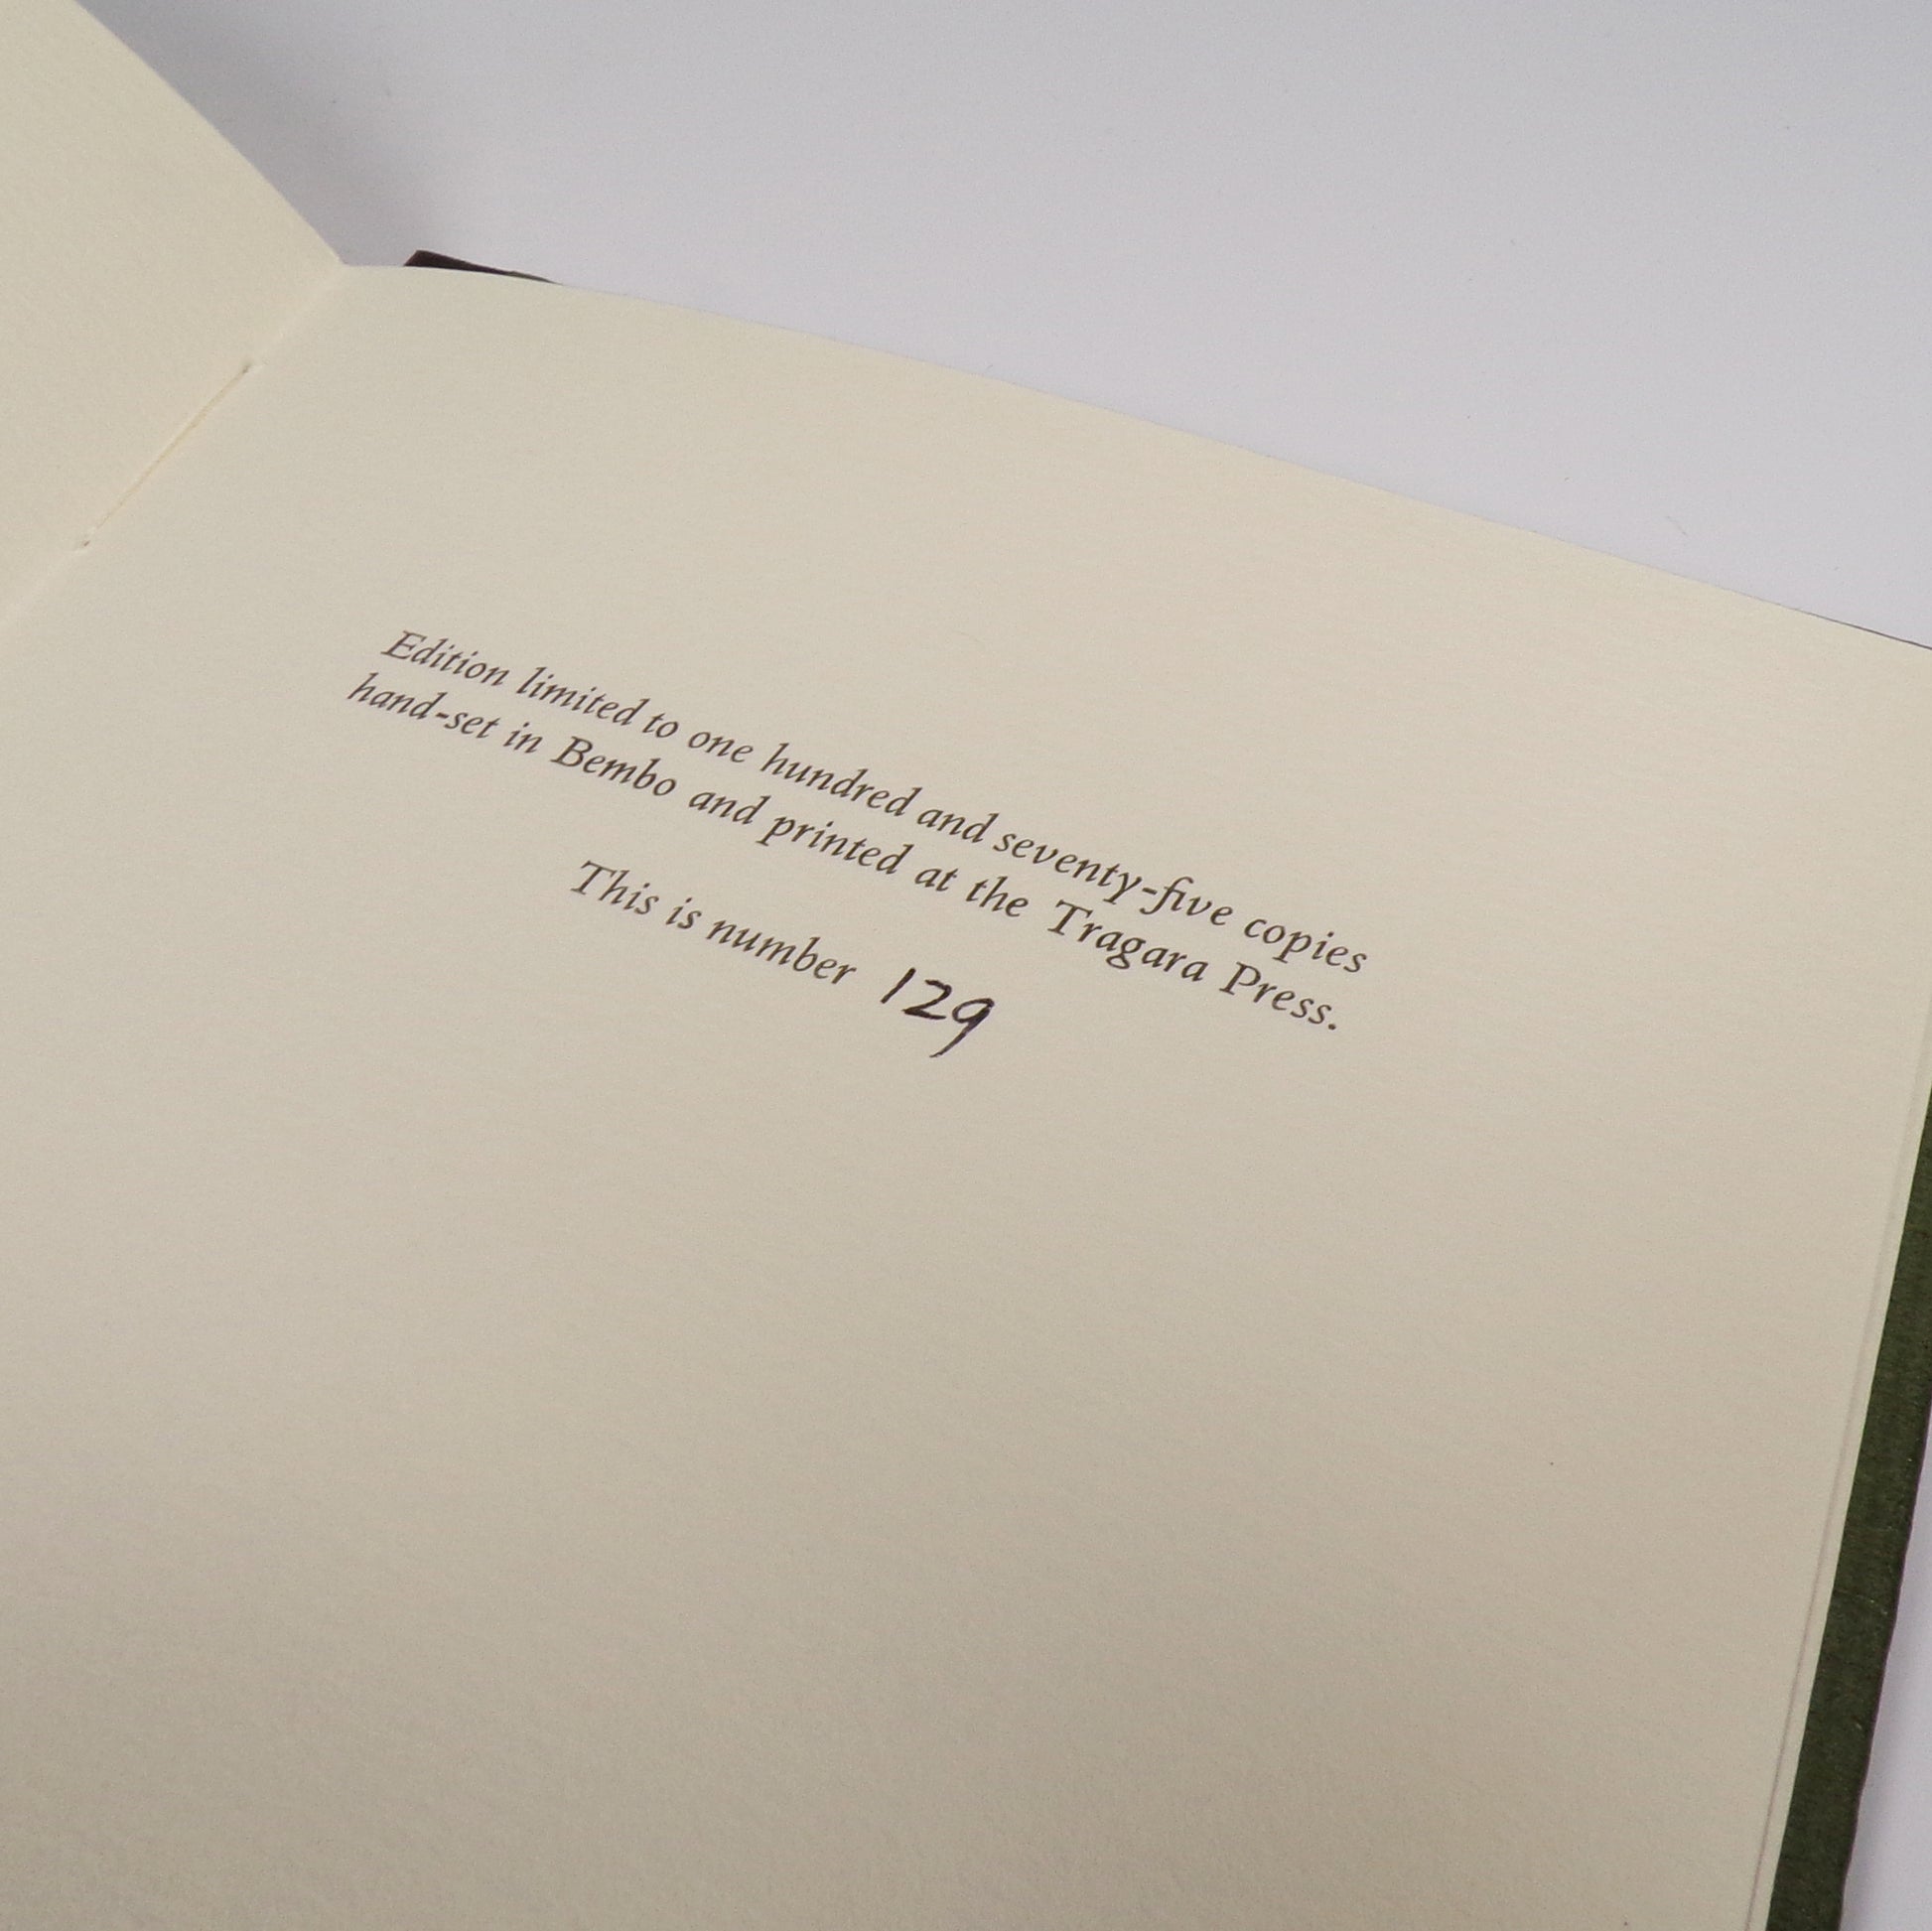 Edition limited to one hundred and seventy-five copies
hand-set in Bembo and printed at the Tragara Press.
This is number 129